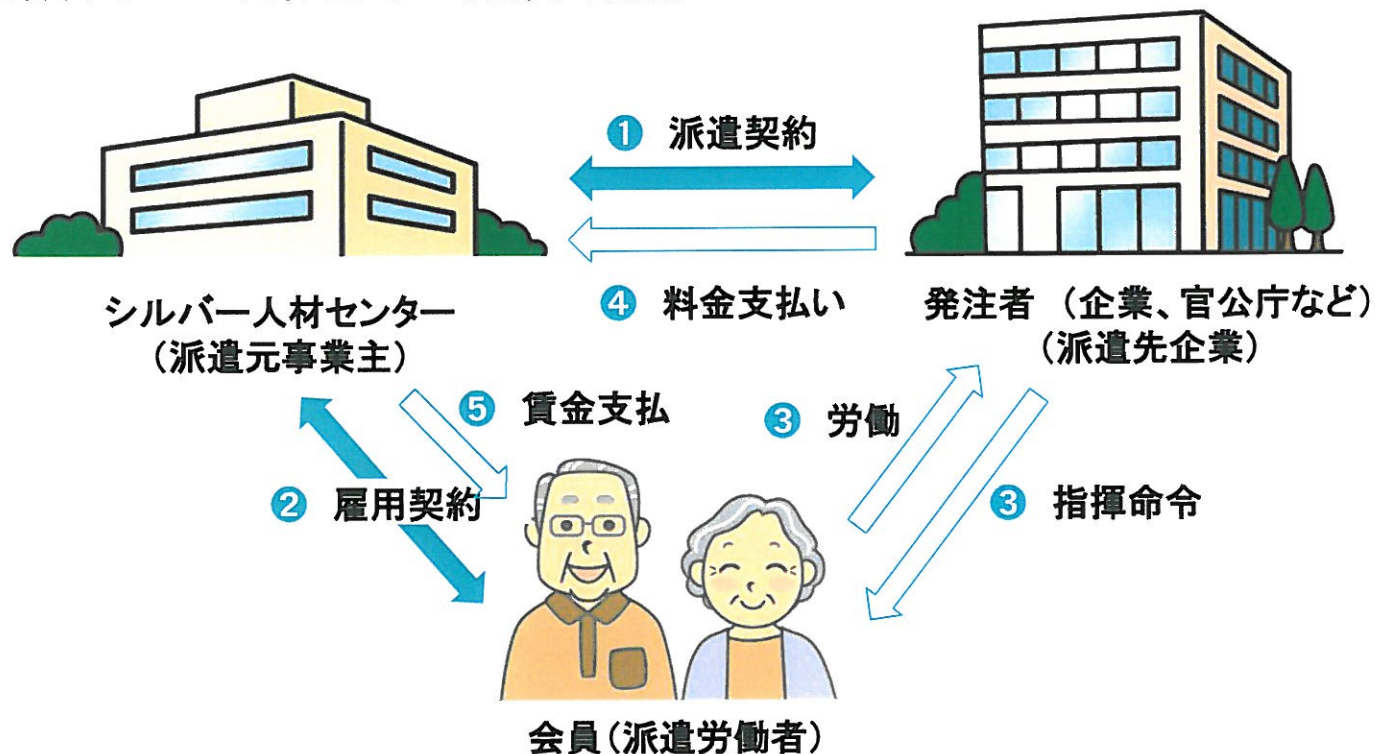 ❶ 派遣契約
❹ 料金支払い
シルバー人材センター
（派遣元事業主）
発注者 （企業、官公庁など）
（派遣先企業）
❺ 賃金支払
❸ 労働
❷ 雇用契約
❸ 指揮命令
会員（派遣労働者）